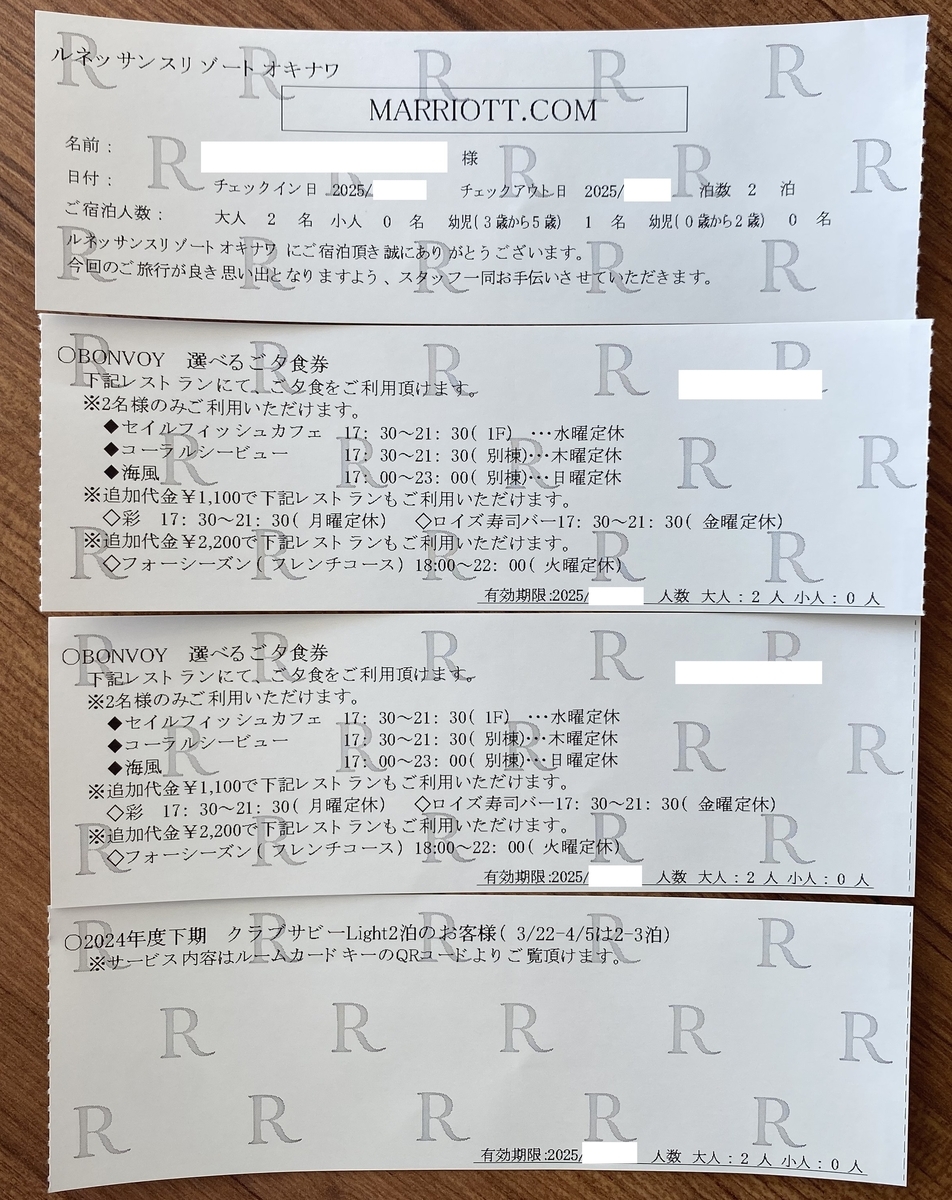 ルネッサンスリゾートオキナワ
MARRIOTT.COM
名前： 様
日付： チェックイン日 2025/ チェックアウト日 2025/ 泊数 2 泊
ご宿泊人数： 大人 2 名 小人 0 名 幼児(3歳から5歳) 1 名 幼児(0歳から2歳) 0 名
ルネッサンスリゾートオキナワ にご宿泊頂き誠にありがとうございます。
今回のご旅行が良き思い出となりますよう、スタッフ一同お手伝いさせていただきます。
○BONVOY 選べるご夕食券
下記レストランにて、ご夕食をご利用頂けます。
※2名様のみご利用いただけます。
◆セイルフィッシュカフェ 17：30～21：30(1F) …水曜定休
◆コーラルシービュー 17：30～21：30(別棟)…木曜定休
◆海風 17：00～23：00(別棟)…日曜定休
※追加代金￥1,100で下記レストランもご利用いただけます。
◇彩 17：30～21：30(月曜定休) ◇ロイズ寿司バー17：30～21：30(金曜定休)
※追加代金￥2,200で下記レストランもご利用いただけます。
◇フォーシーズン(フレンチコース) 18:00～22：00(火曜定休)
有効期限:2025/ 人数 大人：2 人 小人：0 人
○BONVOY 選べるご夕食券
下記レストランにて、ご夕食をご利用頂けます。
※2名様のみご利用いただけます。
◆セイルフィッシュカフェ 17：30～21：30(1F) …水曜定休
◆コーラルシービュー 17：30～21：30(別棟)…木曜定休
◆海風 17：00～23：00(別棟)…日曜定休
※追加代金￥1,100で下記レストランもご利用いただけます。
◇彩 17：30～21：30(月曜定休) ◇ロイズ寿司バー17：30～21：30(金曜定休)
※追加代金￥2,200で下記レストランもご利用いただけます。
◇フォーシーズン(フレンチコース) 18:00～22：00(火曜定休)
有効期限:2025/ 人数 大人：2 人 小人：0 人
○2024年度下期 クラブサビーLight2泊のお客様(3/22-4/5は2-3泊)
※サービス内容はルームカードキーのQRコードよりご覧頂けます。
有効期限:2025/ 人数 大人：2 人 小人：0 人